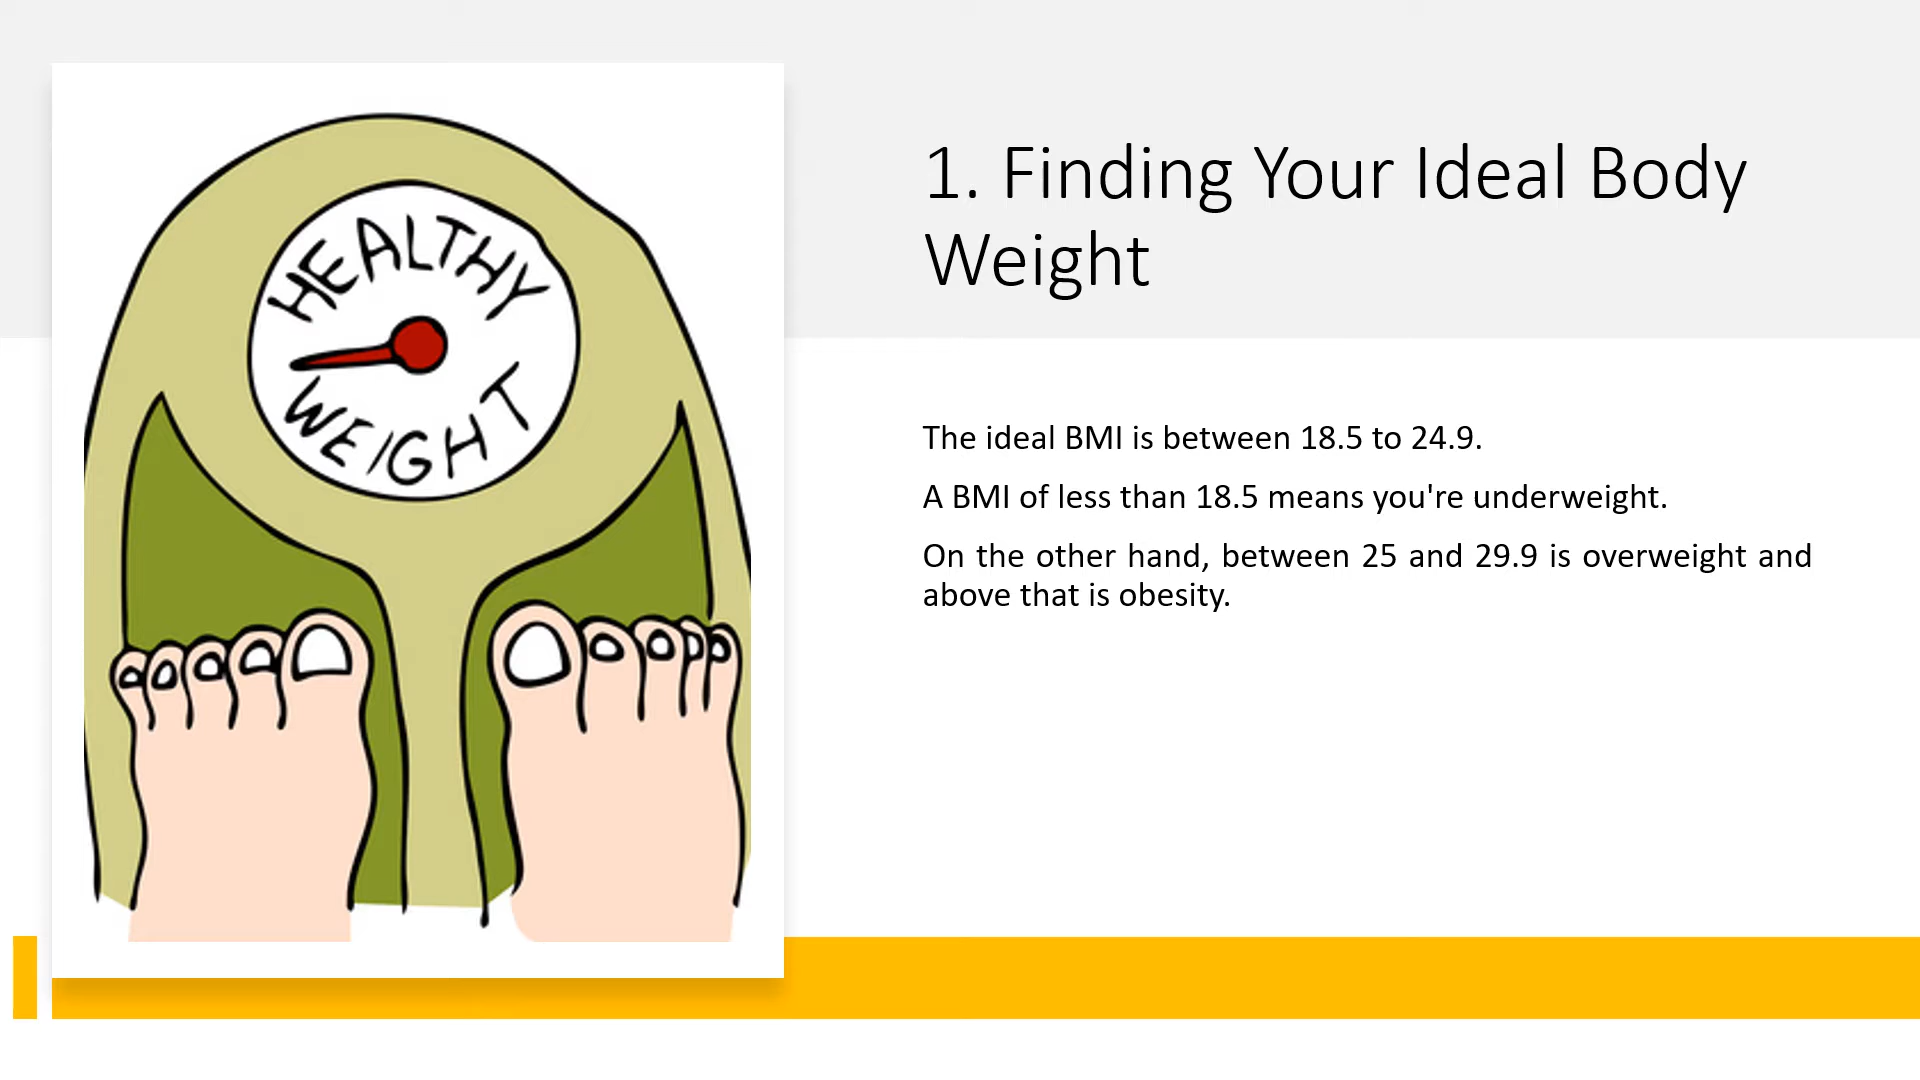 HEALTHY
WEIGHT
1. Finding Your Ideal Body
Weight
The ideal BMI is between 18.5 to 24.9.
A BMI of less than 18.5 means you're underweight.
On the other hand, between 25 and 29.9 is overweight and
above that is obesity.